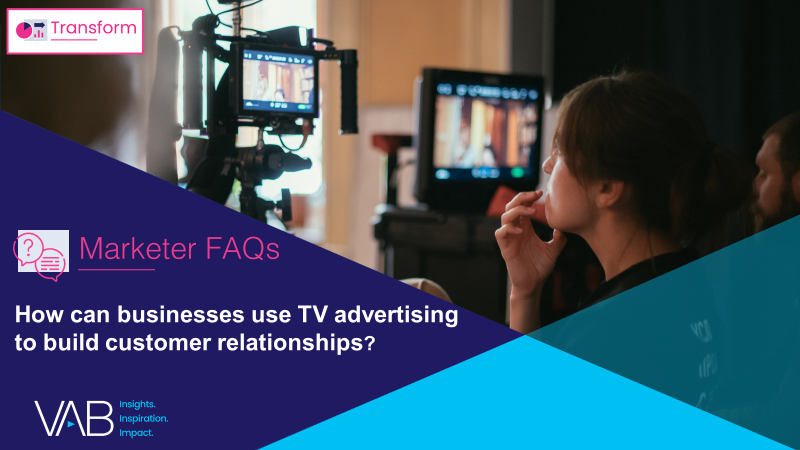 Transform
Marketer FAQs
How can businesses use TV advertising
to build customer relationships?
VAB
Insights.
Inspiration.
Impact.